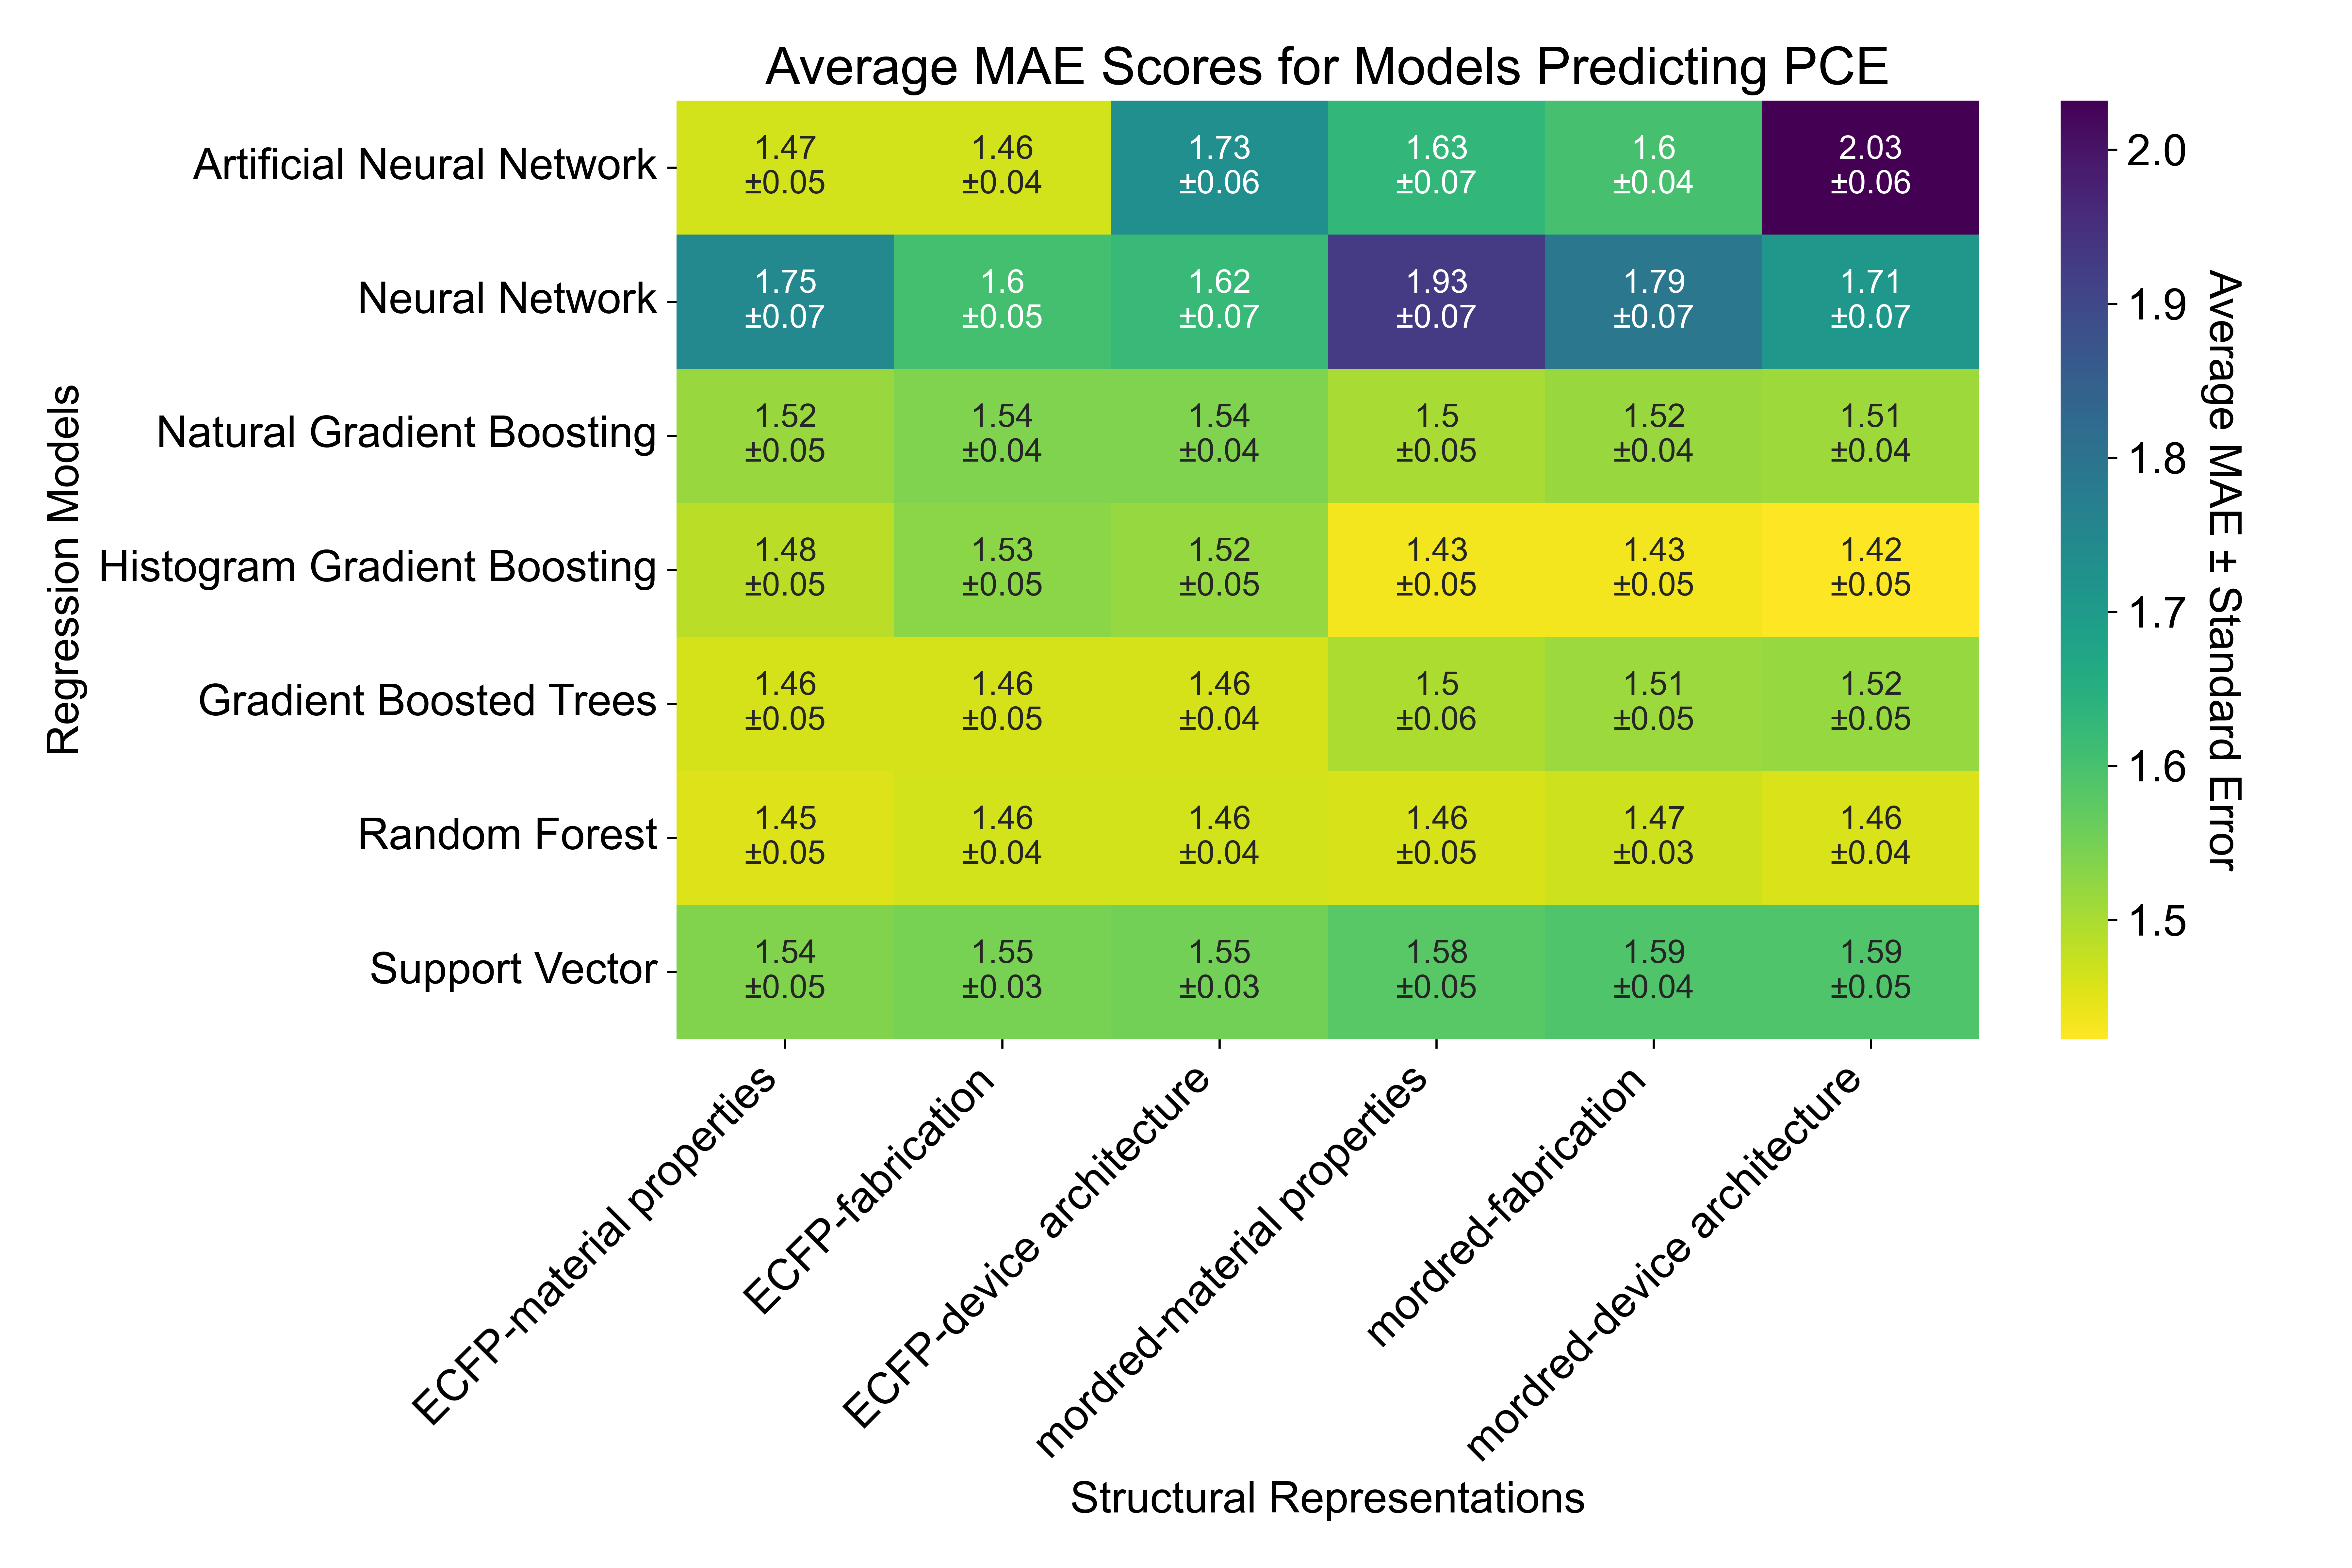 Average MAE Scores for Models Predicting PCE
Regression Models
Artificial Neural Network
1.47 1.46 1.73 1.63 1.6 2.03
±0.05 ±0.04 ±0.06 ±0.07 ±0.04 ±0.06
Neural Network
1.75 1.6 1.62 1.93 1.79 1.71
±0.07 ±0.05 ±0.07 ±0.07 ±0.07 ±0.07
Natural Gradient Boosting
1.52 1.54 1.54 1.5 1.52 1.51
±0.05 ±0.04 ±0.04 ±0.05 ±0.04 ±0.04
Histogram Gradient Boosting
1.48 1.53 1.52 1.43 1.43 1.42
±0.05 ±0.05 ±0.05 ±0.05 ±0.05 ±0.05
Gradient Boosted Trees
1.46 1.46 1.46 1.5 1.51 1.52
±0.05 ±0.05 ±0.04 ±0.06 ±0.05 ±0.05
Random Forest
1.45 1.46 1.46 1.46 1.47 1.46
±0.05 ±0.04 ±0.04 ±0.05 ±0.03 ±0.04
Support Vector
1.54 1.55 1.55 1.58 1.59 1.59
±0.05 ±0.03 ±0.03 ±0.05 ±0.04 ±0.05
ECFP-material properties
ECFP-fabrication
ECFP-device architecture
mordred-material properties
mordred-fabrication
mordred-device architecture
Structural Representations
2.0
1.9
1.8
1.7
1.6
1.5
Average MAE ± Standard Error